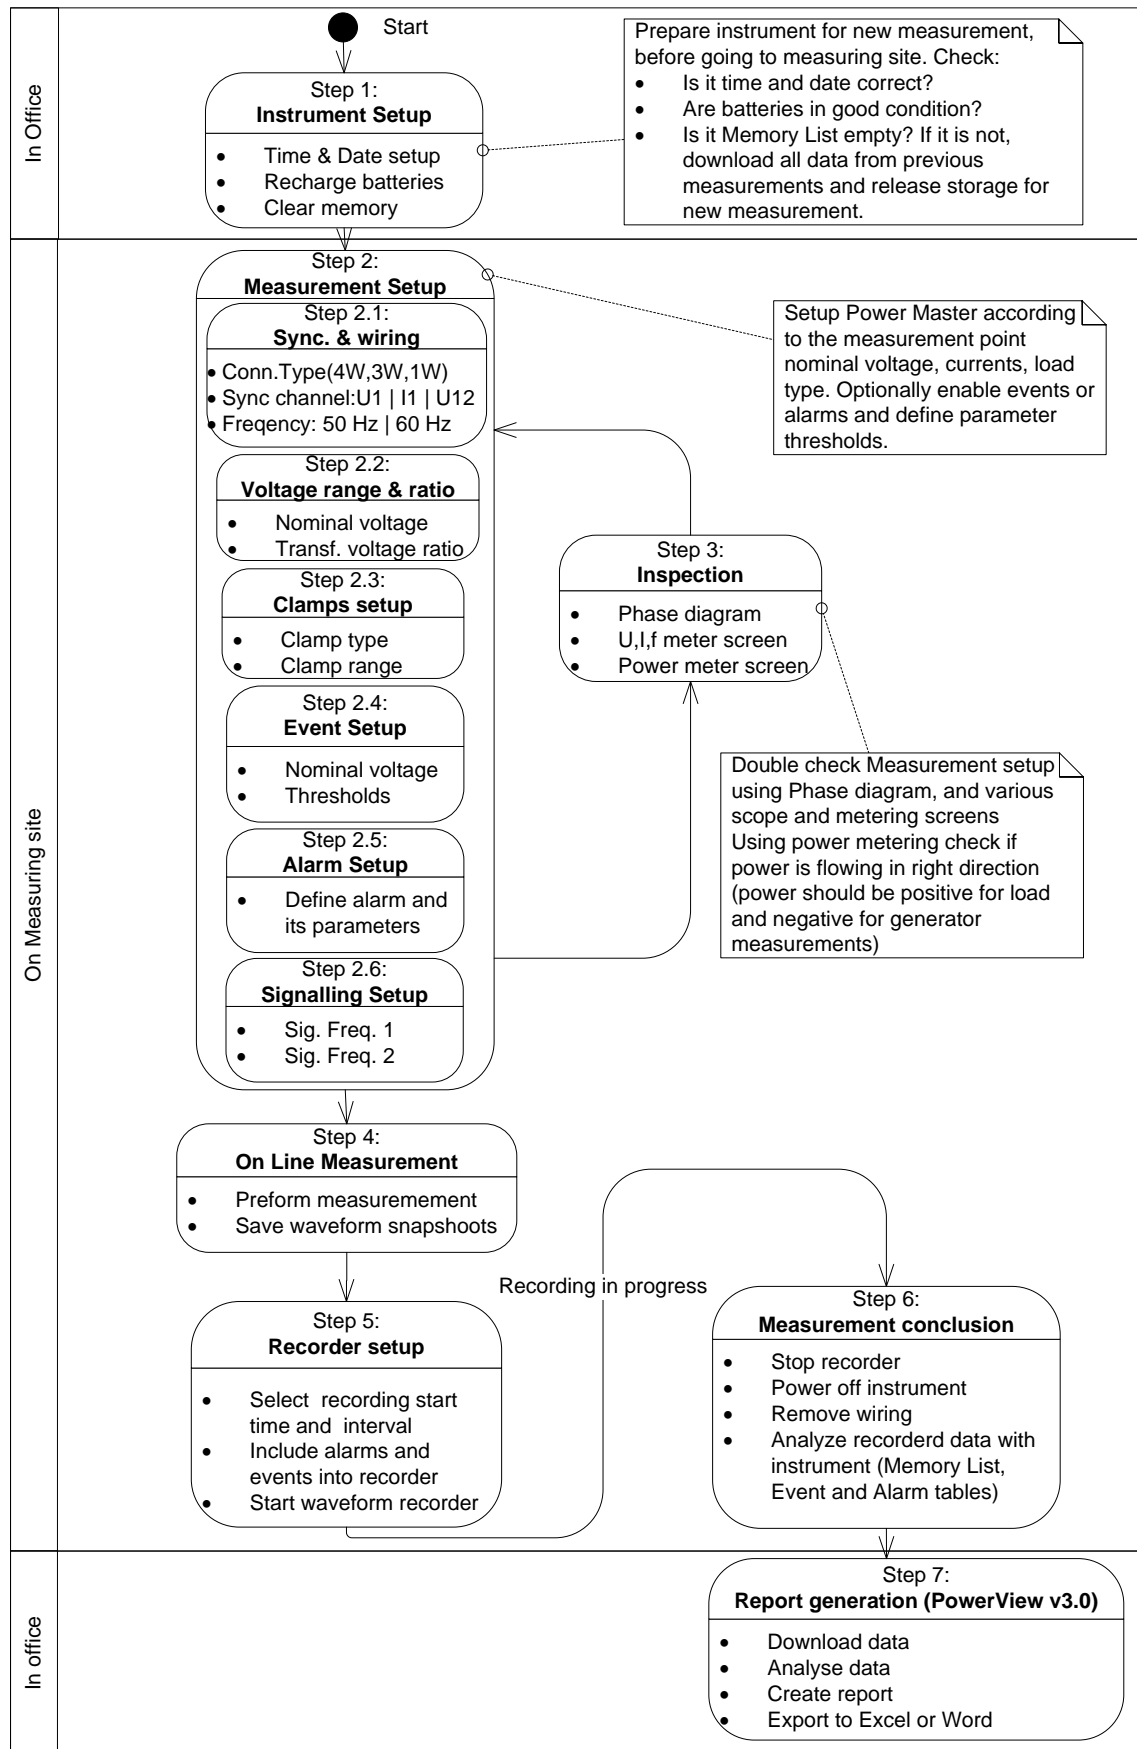 In Office
Start
Prepare instrument for new measurement,
before going to measuring site. Check:
• Is it time and date correct?
• Are batteries in good condition?
• Is it Memory List empty? If it is not,
download all data from previous
measurements and release storage for
new measurement.
Step 1:
Instrument Setup
• Time & Date setup
• Recharge batteries
• Clear memory
On Measuring site
Step 2:
Measurement Setup
Step 2.1:
Sync. & wiring
• Conn.Type(4W,3W,1W)
• Sync channel:U1 | I1 | U12
• Freqency: 50 Hz | 60 Hz
Setup Power Master according
to the measurement point
nominal voltage, currents, load
type. Optionally enable events or
alarms and define parameter
thresholds.
Step 2.2:
Voltage range & ratio
• Nominal voltage
• Transf. voltage ratio
Step 2.3:
Clamps setup
• Clamp type
• Clamp range
Step 3:
Inspection
• Phase diagram
• U,I,f meter screen
• Power meter screen
Step 2.4:
Event Setup
• Nominal voltage
• Thresholds
Double check Measurement setup
using Phase diagram, and various
scope and metering screens
Using power metering check if
power is flowing in right direction
(power should be positive for load
and negative for generator
measurements)
Step 2.5:
Alarm Setup
• Define alarm and
its parameters
Step 2.6:
Signalling Setup
• Sig. Freq. 1
• Sig. Freq. 2
Step 4:
On Line Measurement
• Preform measuremement
• Save waveform snapshoots
Recording in progress
Step 5:
Recorder setup
• Select recording start
time and interval
• Include alarms and
events into recorder
• Start waveform recorder
Step 6:
Measurement conclusion
• Stop recorder
• Power off instrument
• Remove wiring
• Analyze recorderd data with
instrument (Memory List,
Event and Alarm tables)
In office
Step 7:
Report generation (PowerView v3.0)
• Download data
• Analyse data
• Create report
• Export to Excel or Word